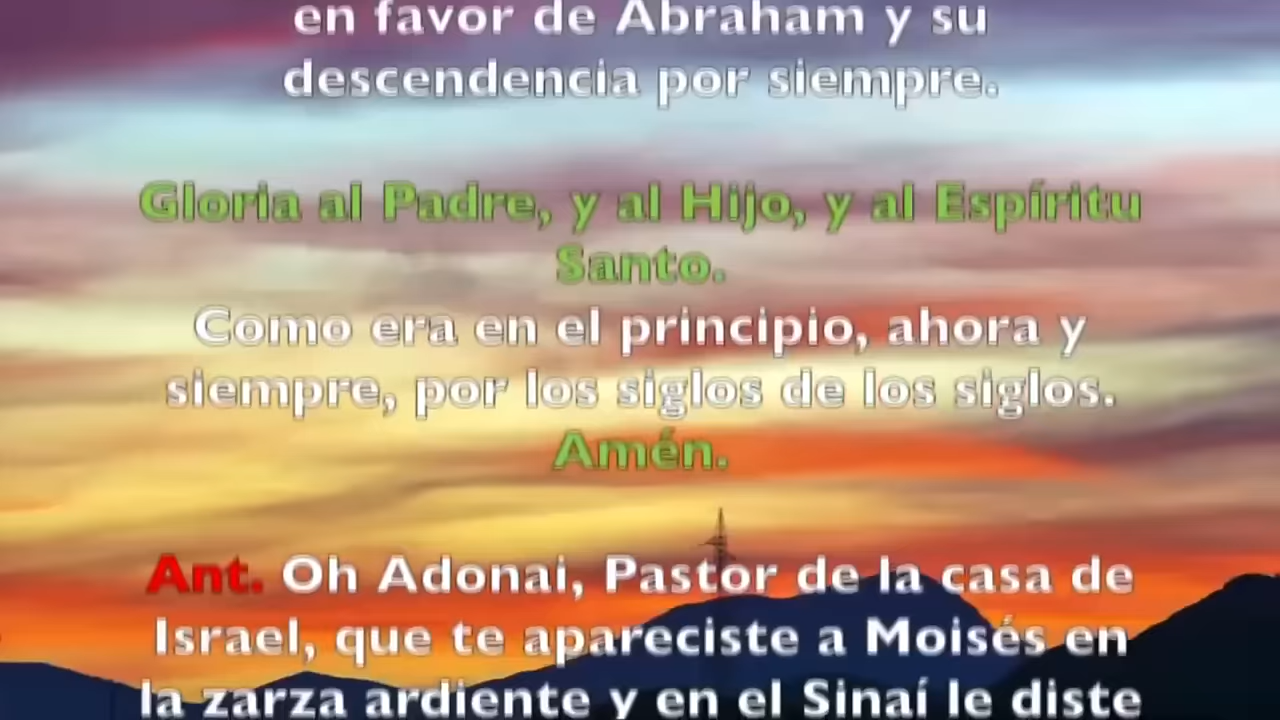 en favor de Abraham y su
descendencia por siempre.
Gloria al Padre, y al Hijo, y al Espíritu
Santo.
Como era en el principio, ahora y
siempre, por los siglos de los siglos.
Amén.
Ant. Oh Adonai, Pastor de la casa de
Israel, que te apareciste a Moisés en
la zarza ardiente y en el Sinaí le diste